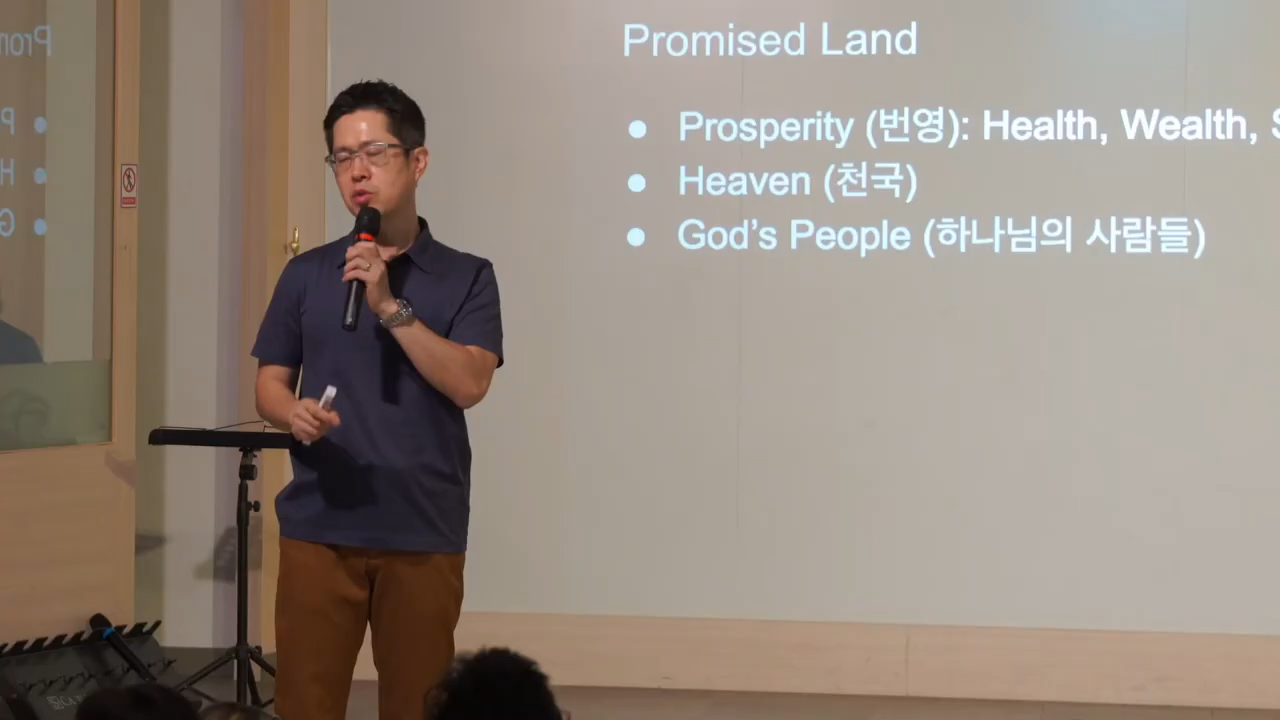 Promised Land
● Prosperity (번영): Health, Wealth,
● Heaven (천국)
● God's People (하나님의 사람들)